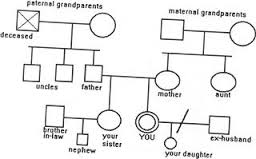 paternal grandparents
maternal grandparents
deceased
uncles
father
mother
aunt
brother
in-law
your
sister
YOU
ex-husband
nephew
your daughter